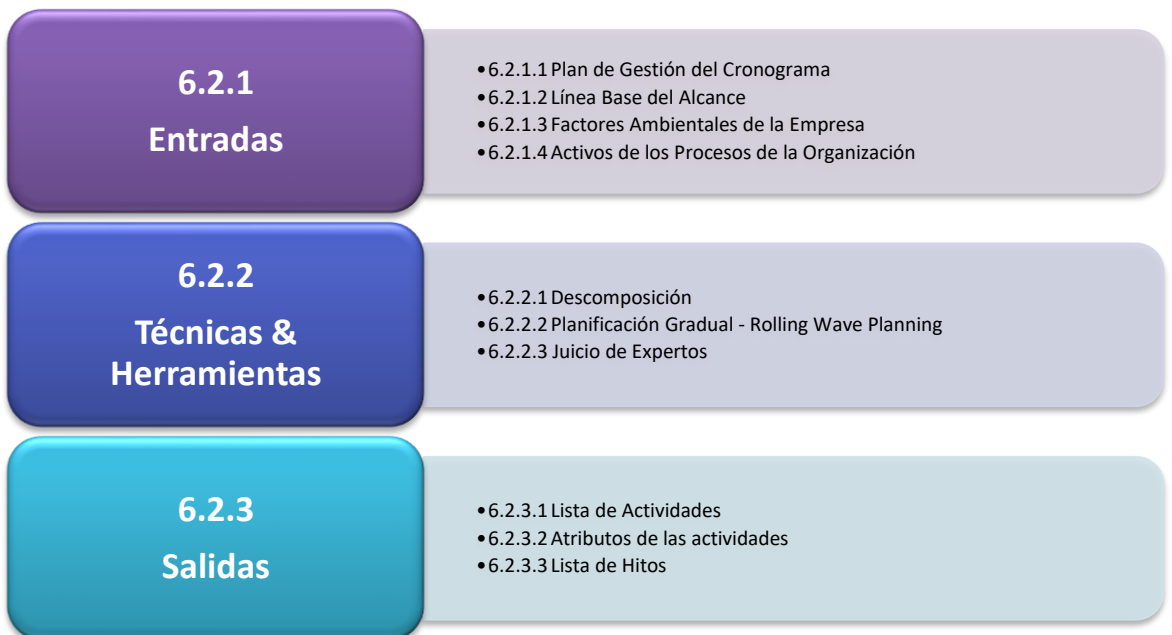 6.2.1
Entradas
•6.2.1.1 Plan de Gestión del Cronograma
•6.2.1.2 Línea Base del Alcance
•6.2.1.3 Factores Ambientales de la Empresa
•6.2.1.4 Activos de los Procesos de la Organización
6.2.2
Técnicas &
Herramientas
•6.2.2.1 Descomposición
•6.2.2.2 Planificación Gradual - Rolling Wave Planning
•6.2.2.3 Juicio de Expertos
6.2.3
Salidas
•6.2.3.1 Lista de Actividades
•6.2.3.2 Atributos de las actividades
•6.2.3.3 Lista de Hitos